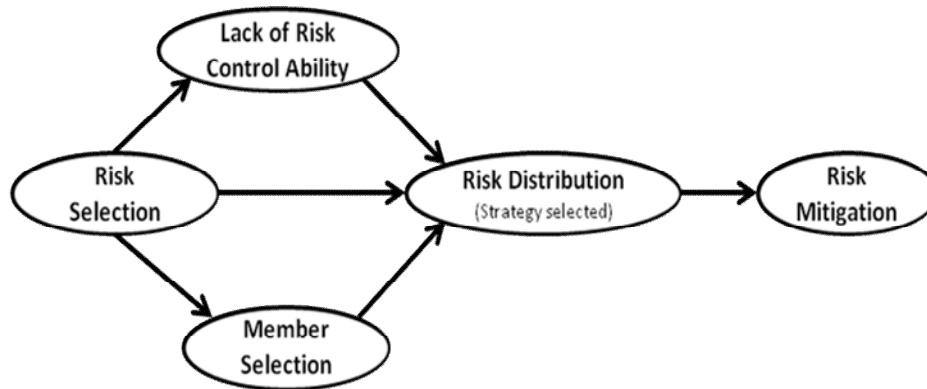 Lack of Risk
Control Ability
Risk
Selection
Risk Distribution
(Strategy selected)
Risk
Mitigation
Member
Selection